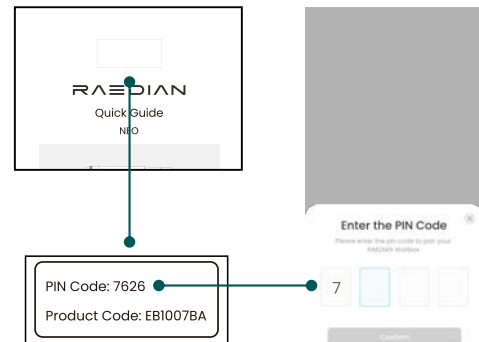 RAEDIAN
Quick Guide
NEO
PIN Code: 7626
Product Code: EB1007BA
Enter the PIN Code
Please enter the pin code to pair your
RAEDIAN Wallbox.
7
Confirm